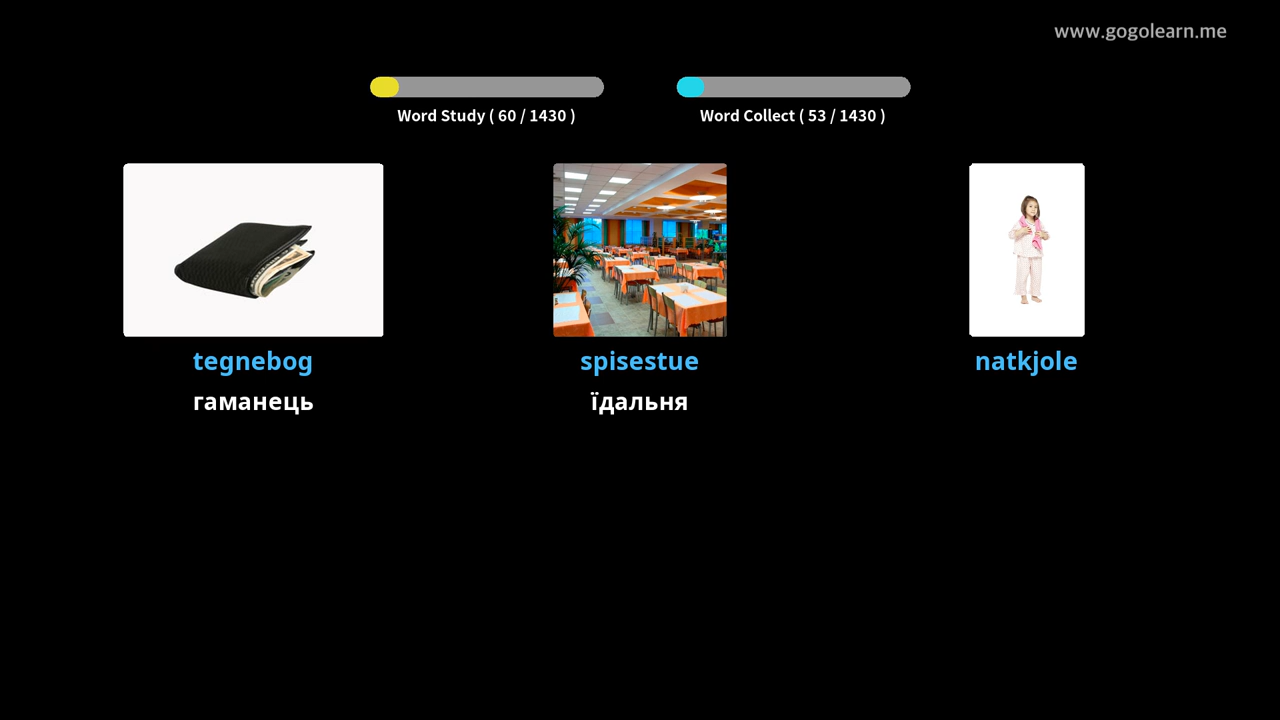 www.gogolearn.me
Word Study ( 60 / 1430 )
Word Collect ( 53 / 1430 )
tegnebog
spisestue
natkjole
гаманець
їдальня